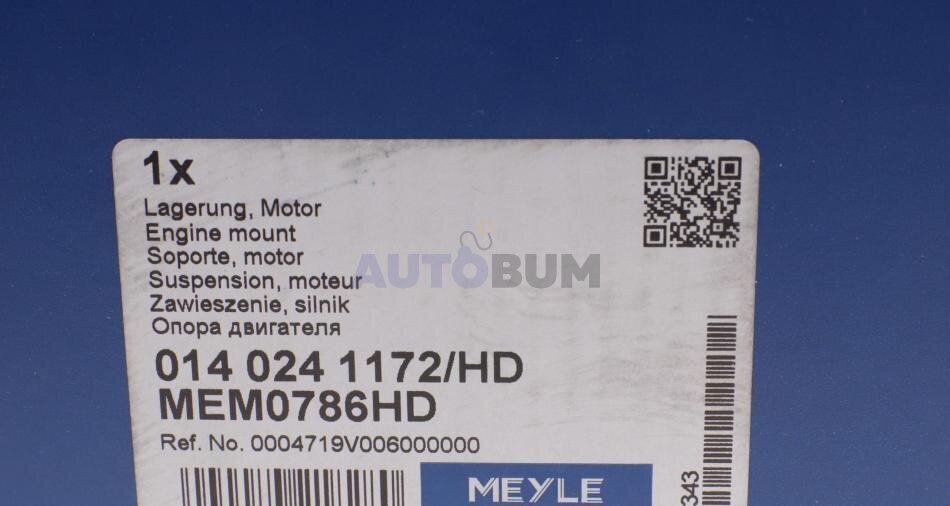 1x
Lagerung, Motor
Engine mount
Soporte, motor
Suspension, moteur
Zawieszenie, silnik
Опора двигателя
AUTOBUM
014 024 1172/HD
MEM0786HD
Ref. No. 0004719V006000000
MEYLE
343